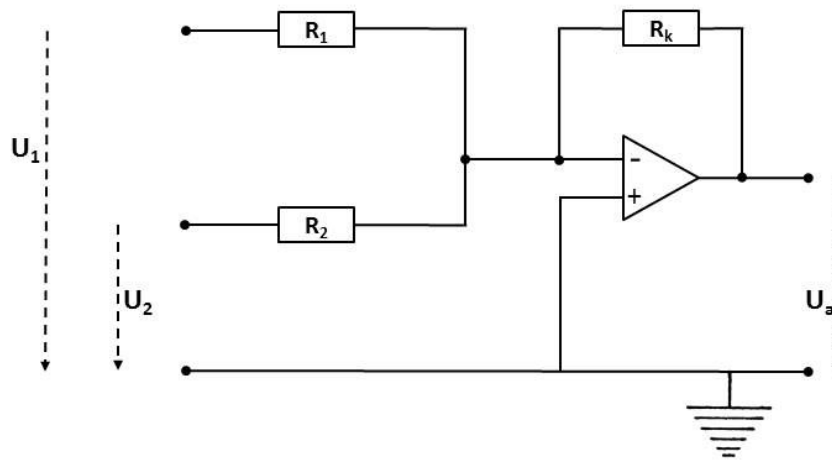 R₁
Rₖ
U₁
-
+
R₂
U₂
Uₐ